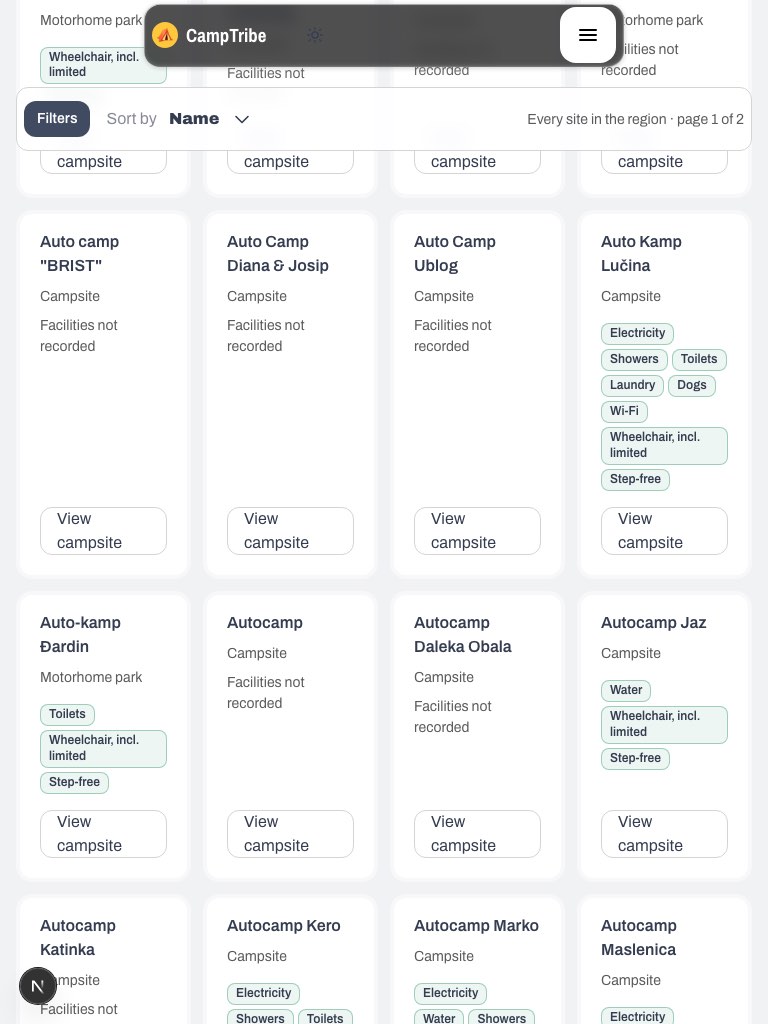 Motorhome park
Wheelchair, incl.
limited
CampTribe
Facilities not
recorded
torhome park
ilities not
recorded
Filters
Sort by
Name
Every site in the region · page 1 of 2
campsite
campsite
campsite
campsite
Auto camp
"BRIST"
Campsite
Facilities not
recorded
View
campsite
Auto Camp
Diana & Josip
Campsite
Facilities not
recorded
View
campsite
Auto Camp
Ublog
Campsite
Facilities not
recorded
View
campsite
Auto Kamp
Lučina
Campsite
Electricity
Showers Toilets
Laundry Dogs
Wi-Fi
Wheelchair, incl.
limited
Step-free
View
campsite
Auto-kamp
Đardin
Motorhome park
Toilets
Wheelchair, incl.
limited
Step-free
View
campsite
Autocamp
Campsite
Facilities not
recorded
View
campsite
Autocamp
Daleka Obala
Campsite
Facilities not
recorded
View
campsite
Autocamp Jaz
Campsite
Water
Wheelchair, incl.
limited
Step-free
View
campsite
Autocamp
Katinka
mpsite
Facilities not
N
Autocamp Kero
Campsite
Electricity
Showers Toilets
Autocamp Marko
Campsite
Electricity
Water Showers
Autocamp
Maslenica
Campsite
Electricity